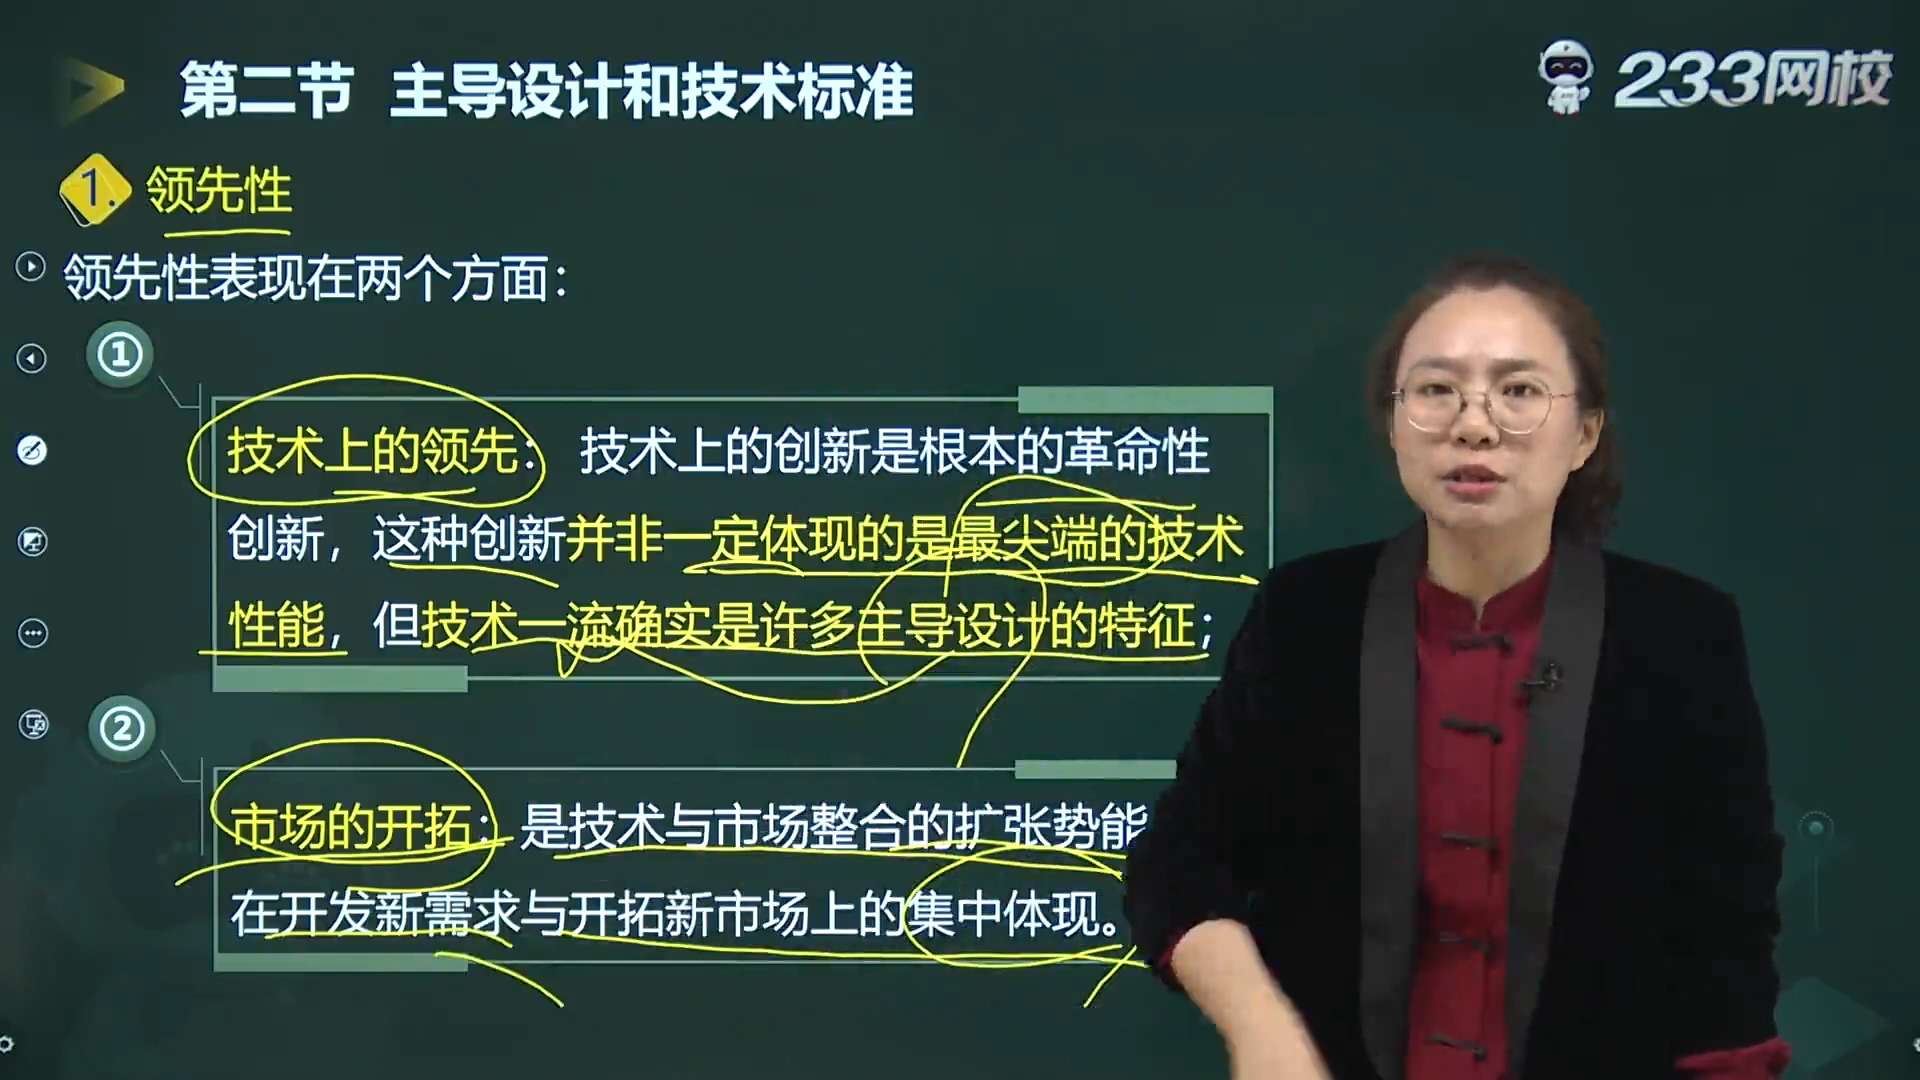 第二节 主导设计和技术标准
233网校
1. 领先性
领先性表现在两个方面：
①
技术上的领先： 技术上的创新是根本的革命性
创新，这种创新并非一定体现的是最尖端的技术
性能，但技术一流确实是许多主导设计的特征；
②
市场的开拓：是技术与市场整合的扩张势能
在开发新需求与开拓新市场上的集中体现。